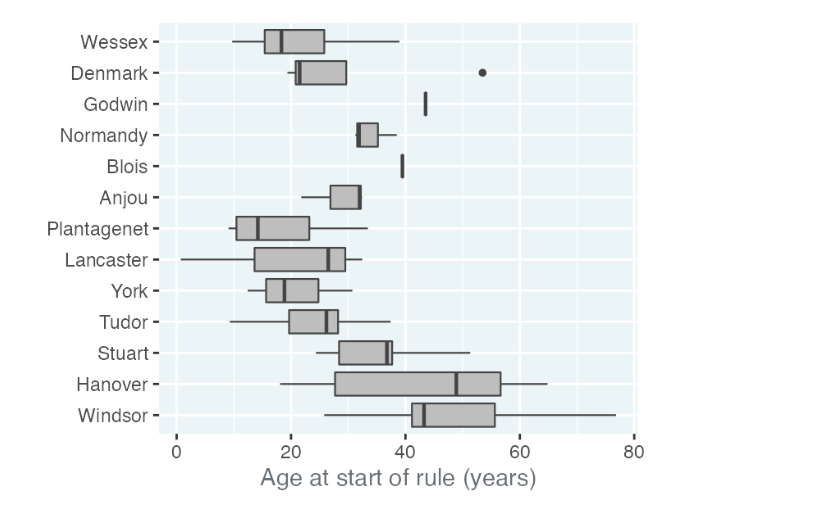 Wessex
Denmark
Godwin
Normandy
Blois
Anjou
Plantagenet
Lancaster
York
Tudor
Stuart
Hanover
Windsor
0 20 40 60 80
Age at start of rule (years)